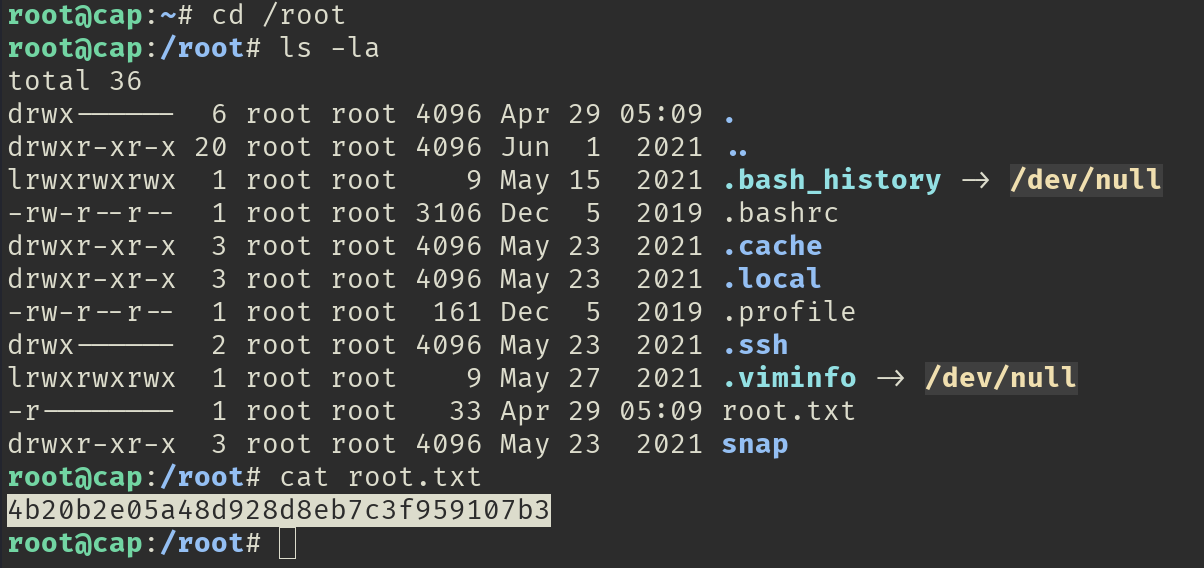 root@cap:~# cd /root
root@cap:/root# ls -la
total 36
drwx------  6 root root 4096 Apr 29 05:09 .
drwxr-xr-x 20 root root 4096 Jun  1  2021 ..
lrwxrwxrwx  1 root root    9 May 15  2021 .bash_history -> /dev/null
-rw-r--r--  1 root root 3106 Dec  5  2019 .bashrc
drwxr-xr-x  3 root root 4096 May 23  2021 .cache
drwxr-xr-x  3 root root 4096 May 23  2021 .local
-rw-r--r--  1 root root  161 Dec  5  2019 .profile
drwx------  2 root root 4096 May 23  2021 .ssh
lrwxrwxrwx  1 root root    9 May 27  2021 .viminfo -> /dev/null
-r--------  1 root root   33 Apr 29 05:09 root.txt
drwxr-xr-x  3 root root 4096 May 23  2021 snap
root@cap:/root# cat root.txt
4b20b2e05a48d928d8eb7c3f959107b3
root@cap:/root#